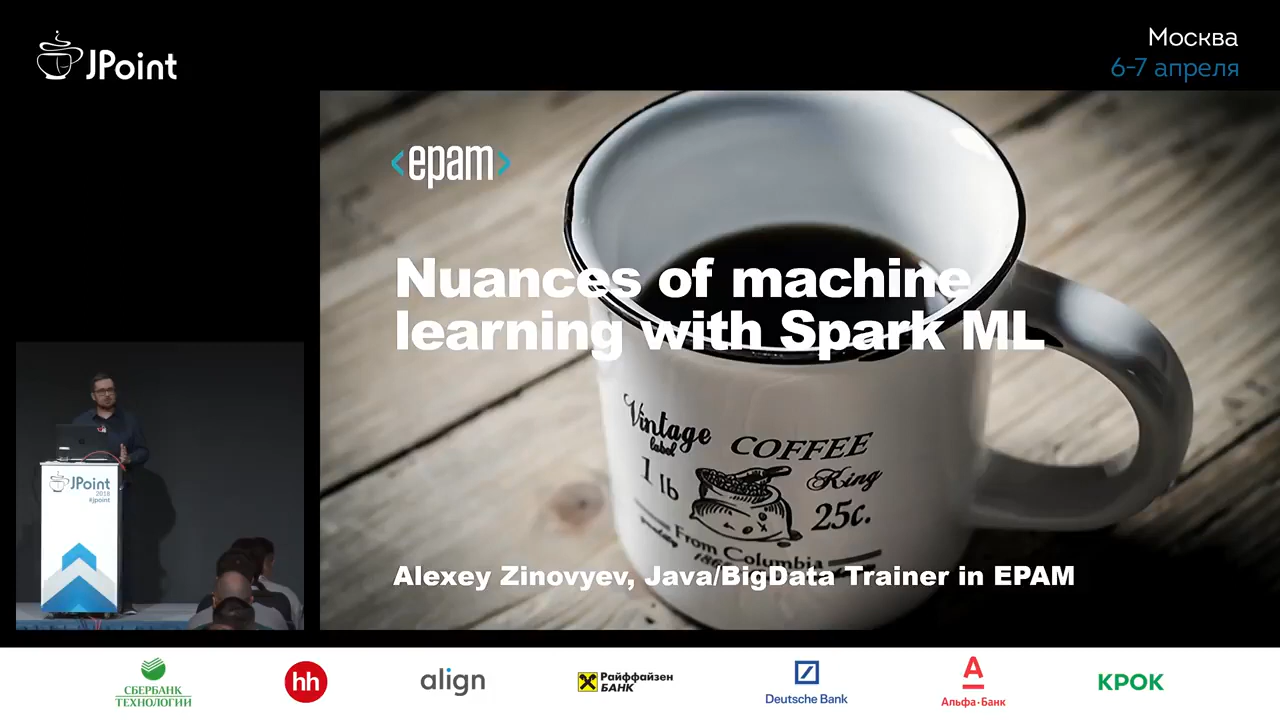 JPoint
Москва
6-7 апреля
<epam>
Nuances of machine
learning with Spark ML
Vintage
label
1 lb
COFFEE
King
25c.
From Columbia
Alexey Zinovyev, Java/BigData Trainer in EPAM
JPoint
2018
#jpoint
СБЕРБАНК
ТЕХНОЛОГИИ
hh
align
Райффайзен
БАНК
Deutsche Bank
Альфа·Банк
КРОК